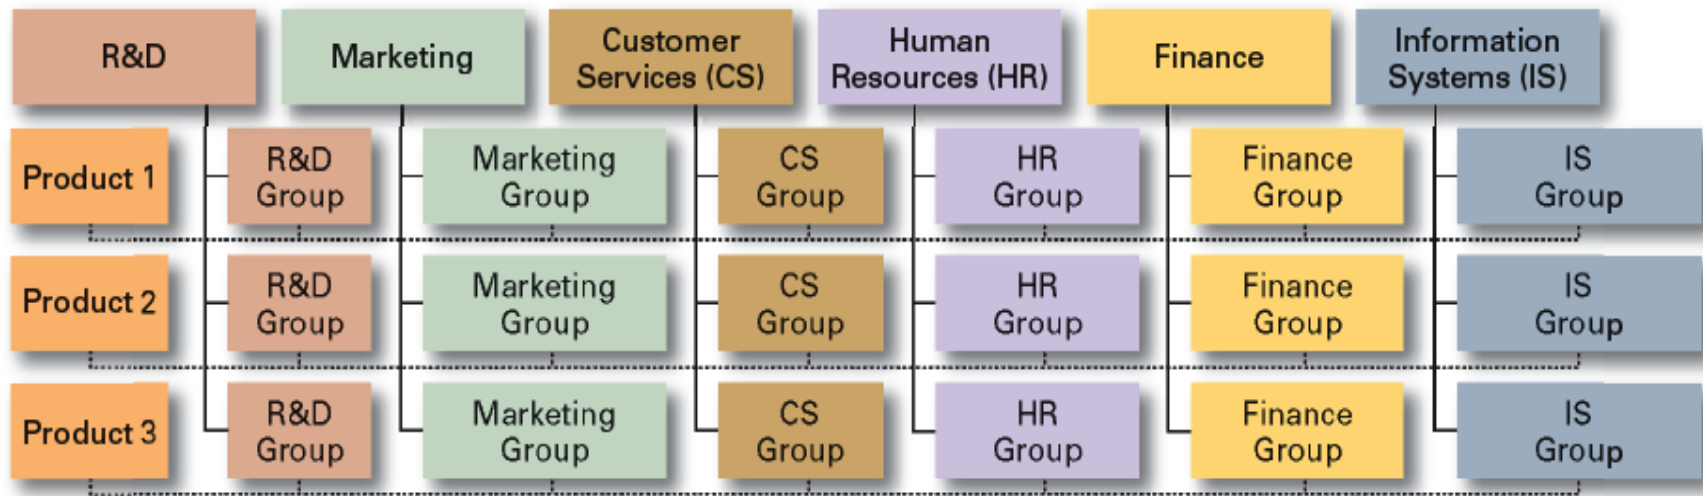 R&D
Marketing
Customer
Services (CS)
Human
Resources (HR)
Finance
Information
Systems (IS)
Product 1
R&D
Group
Marketing
Group
CS
Group
HR
Group
Finance
Group
IS
Group
Product 2
R&D
Group
Marketing
Group
CS
Group
HR
Group
Finance
Group
IS
Group
Product 3
R&D
Group
Marketing
Group
CS
Group
HR
Group
Finance
Group
IS
Group